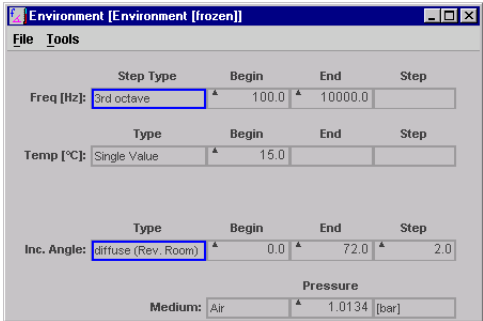 Environment [Environment [frozen]]
File Tools
Step Type Begin End Step
Freq [Hz]: 3rd octave 100.0 10000.0
Type Begin End Step
Temp [°C]: Single Value 15.0
Type Begin End Step
Inc. Angle: diffuse (Rev. Room) 0.0 72.0 2.0
Pressure
Medium: Air 1.0134 [bar]